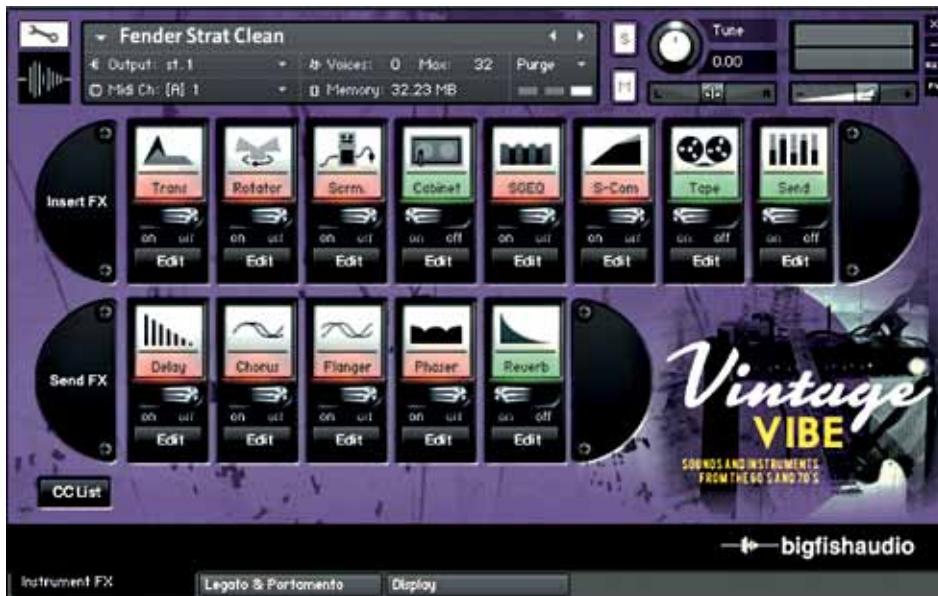 Fender Strat Clean
Output: st.1
Voices: 0 Max: 32 Purge
Midi Ch: [A] 1
Memory: 32.23 MB
S
M
Tune
0.00
L R
- +
Insert FX
Trans Rotator Scrm. Cabinet SGEQ S-Com Tape Send
on off on off on off on off on off on off on off on off
Edit Edit Edit Edit Edit Edit Edit Edit
Send FX
Delay Chorus Flanger Phaser Reverb
on off on off on off on off on off
Edit Edit Edit Edit Edit
Vintage
VIBE
SOUNDS AND INSTRUMENTS
FROM THE 60'S AND 70'S
CC List
bigfishaudio
Instrument FX Legato & Portamento Display